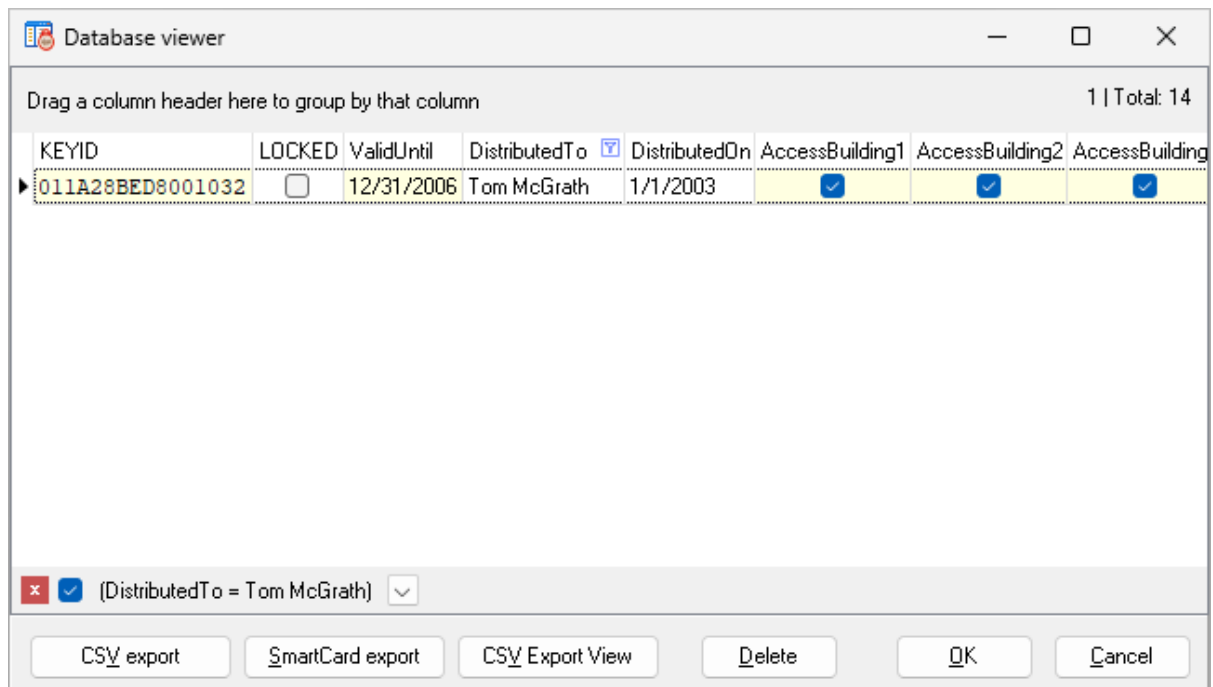 Database viewer
Drag a column header here to group by that column 1 | Total: 14
KEYID LOCKED ValidUntil DistributedTo DistributedOn AccessBuilding1 AccessBuilding2 AccessBuilding
011A28BED8001032 12/31/2006 Tom McGrath 1/1/2003
(DistributedTo = Tom McGrath)
CSV export SmartCard export CSV Export View Delete OK Cancel